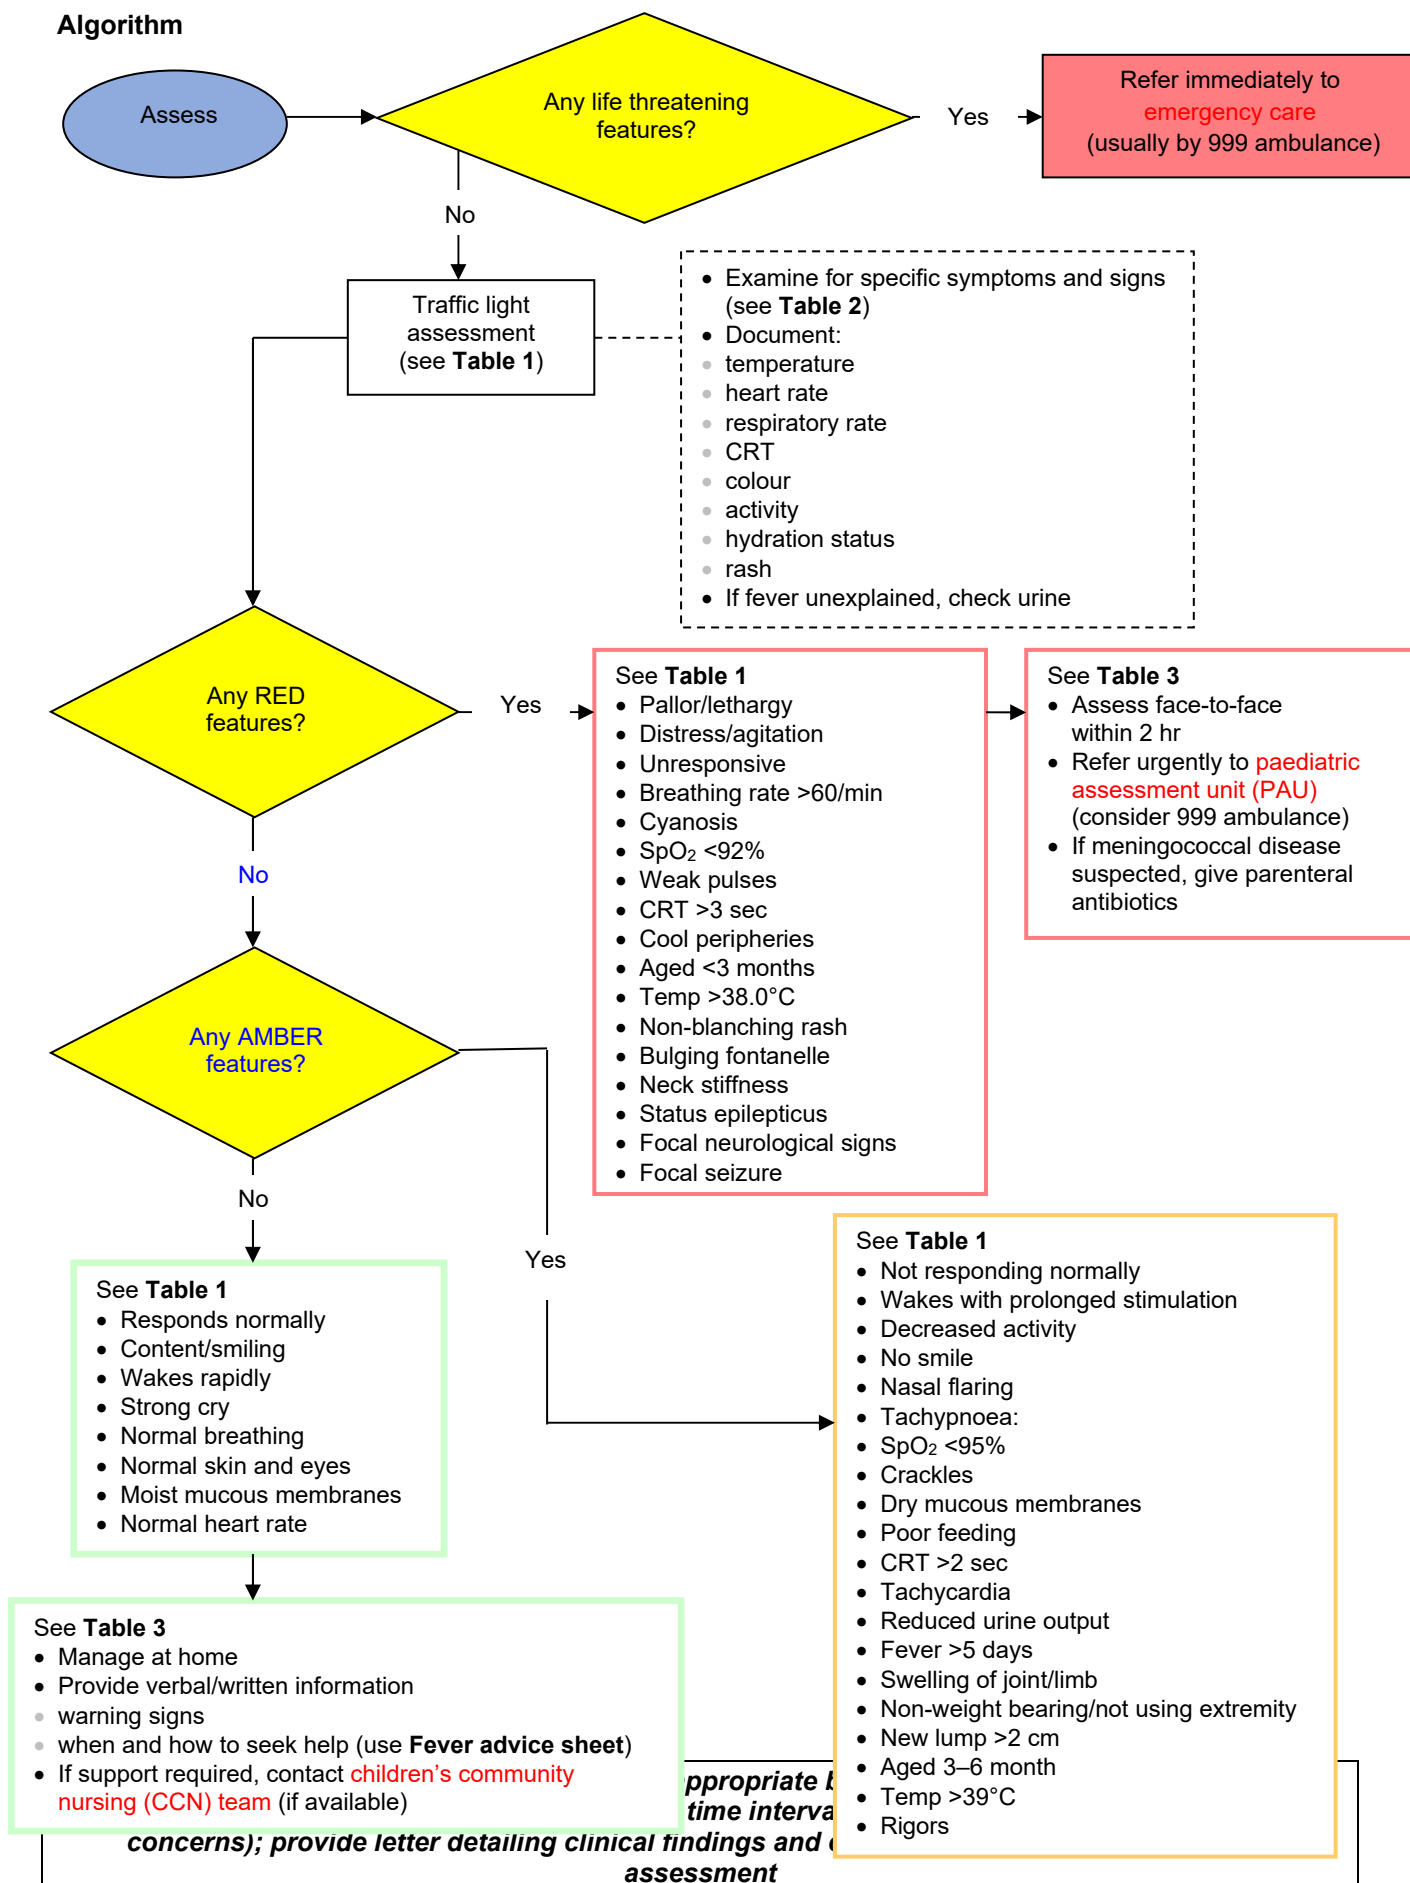 Algorithm
Assess
Any life threatening
features?
Yes
Refer immediately to
emergency care
(usually by 999 ambulance)
No
Traffic light
assessment
(see Table 1)
• Examine for specific symptoms and signs
(see Table 2)
• Document:
• temperature
• heart rate
• respiratory rate
• CRT
• colour
• activity
• hydration status
• rash
• If fever unexplained, check urine
Any RED
features?
Yes
See Table 1
• Pallor/lethargy
• Distress/agitation
• Unresponsive
• Breathing rate >60/min
• Cyanosis
• SpO₂ <92%
• Weak pulses
• CRT >3 sec
• Cool peripheries
• Aged <3 months
• Temp >38.0°C
• Non-blanching rash
• Bulging fontanelle
• Neck stiffness
• Status epilepticus
• Focal neurological signs
• Focal seizure
See Table 3
• Assess face-to-face
within 2 hr
• Refer urgently to paediatric
assessment unit (PAU)
(consider 999 ambulance)
• If meningococcal disease
suspected, give parenteral
antibiotics
No
Any AMBER
features?
No
Yes
See Table 1
• Responds normally
• Content/smiling
• Wakes rapidly
• Strong cry
• Normal breathing
• Normal skin and eyes
• Moist mucous membranes
• Normal heart rate
See Table 1
• Not responding normally
• Wakes with prolonged stimulation
• Decreased activity
• No smile
• Nasal flaring
• Tachypnoea:
• SpO₂ <95%
• Crackles
• Dry mucous membranes
• Poor feeding
• CRT >2 sec
• Tachycardia
• Reduced urine output
• Fever >5 days
• Swelling of joint/limb
• Non-weight bearing/not using extremity
• New lump >2 cm
• Aged 3–6 month
• Temp >39°C
• Rigors
See Table 3
• Manage at home
• Provide verbal/written information
• warning signs
• when and how to seek help (use Fever advice sheet)
• If support required, contact children's community
nursing (CCN) team (if available)
time
concerns); provide letter detailing clinical findings and
assessment